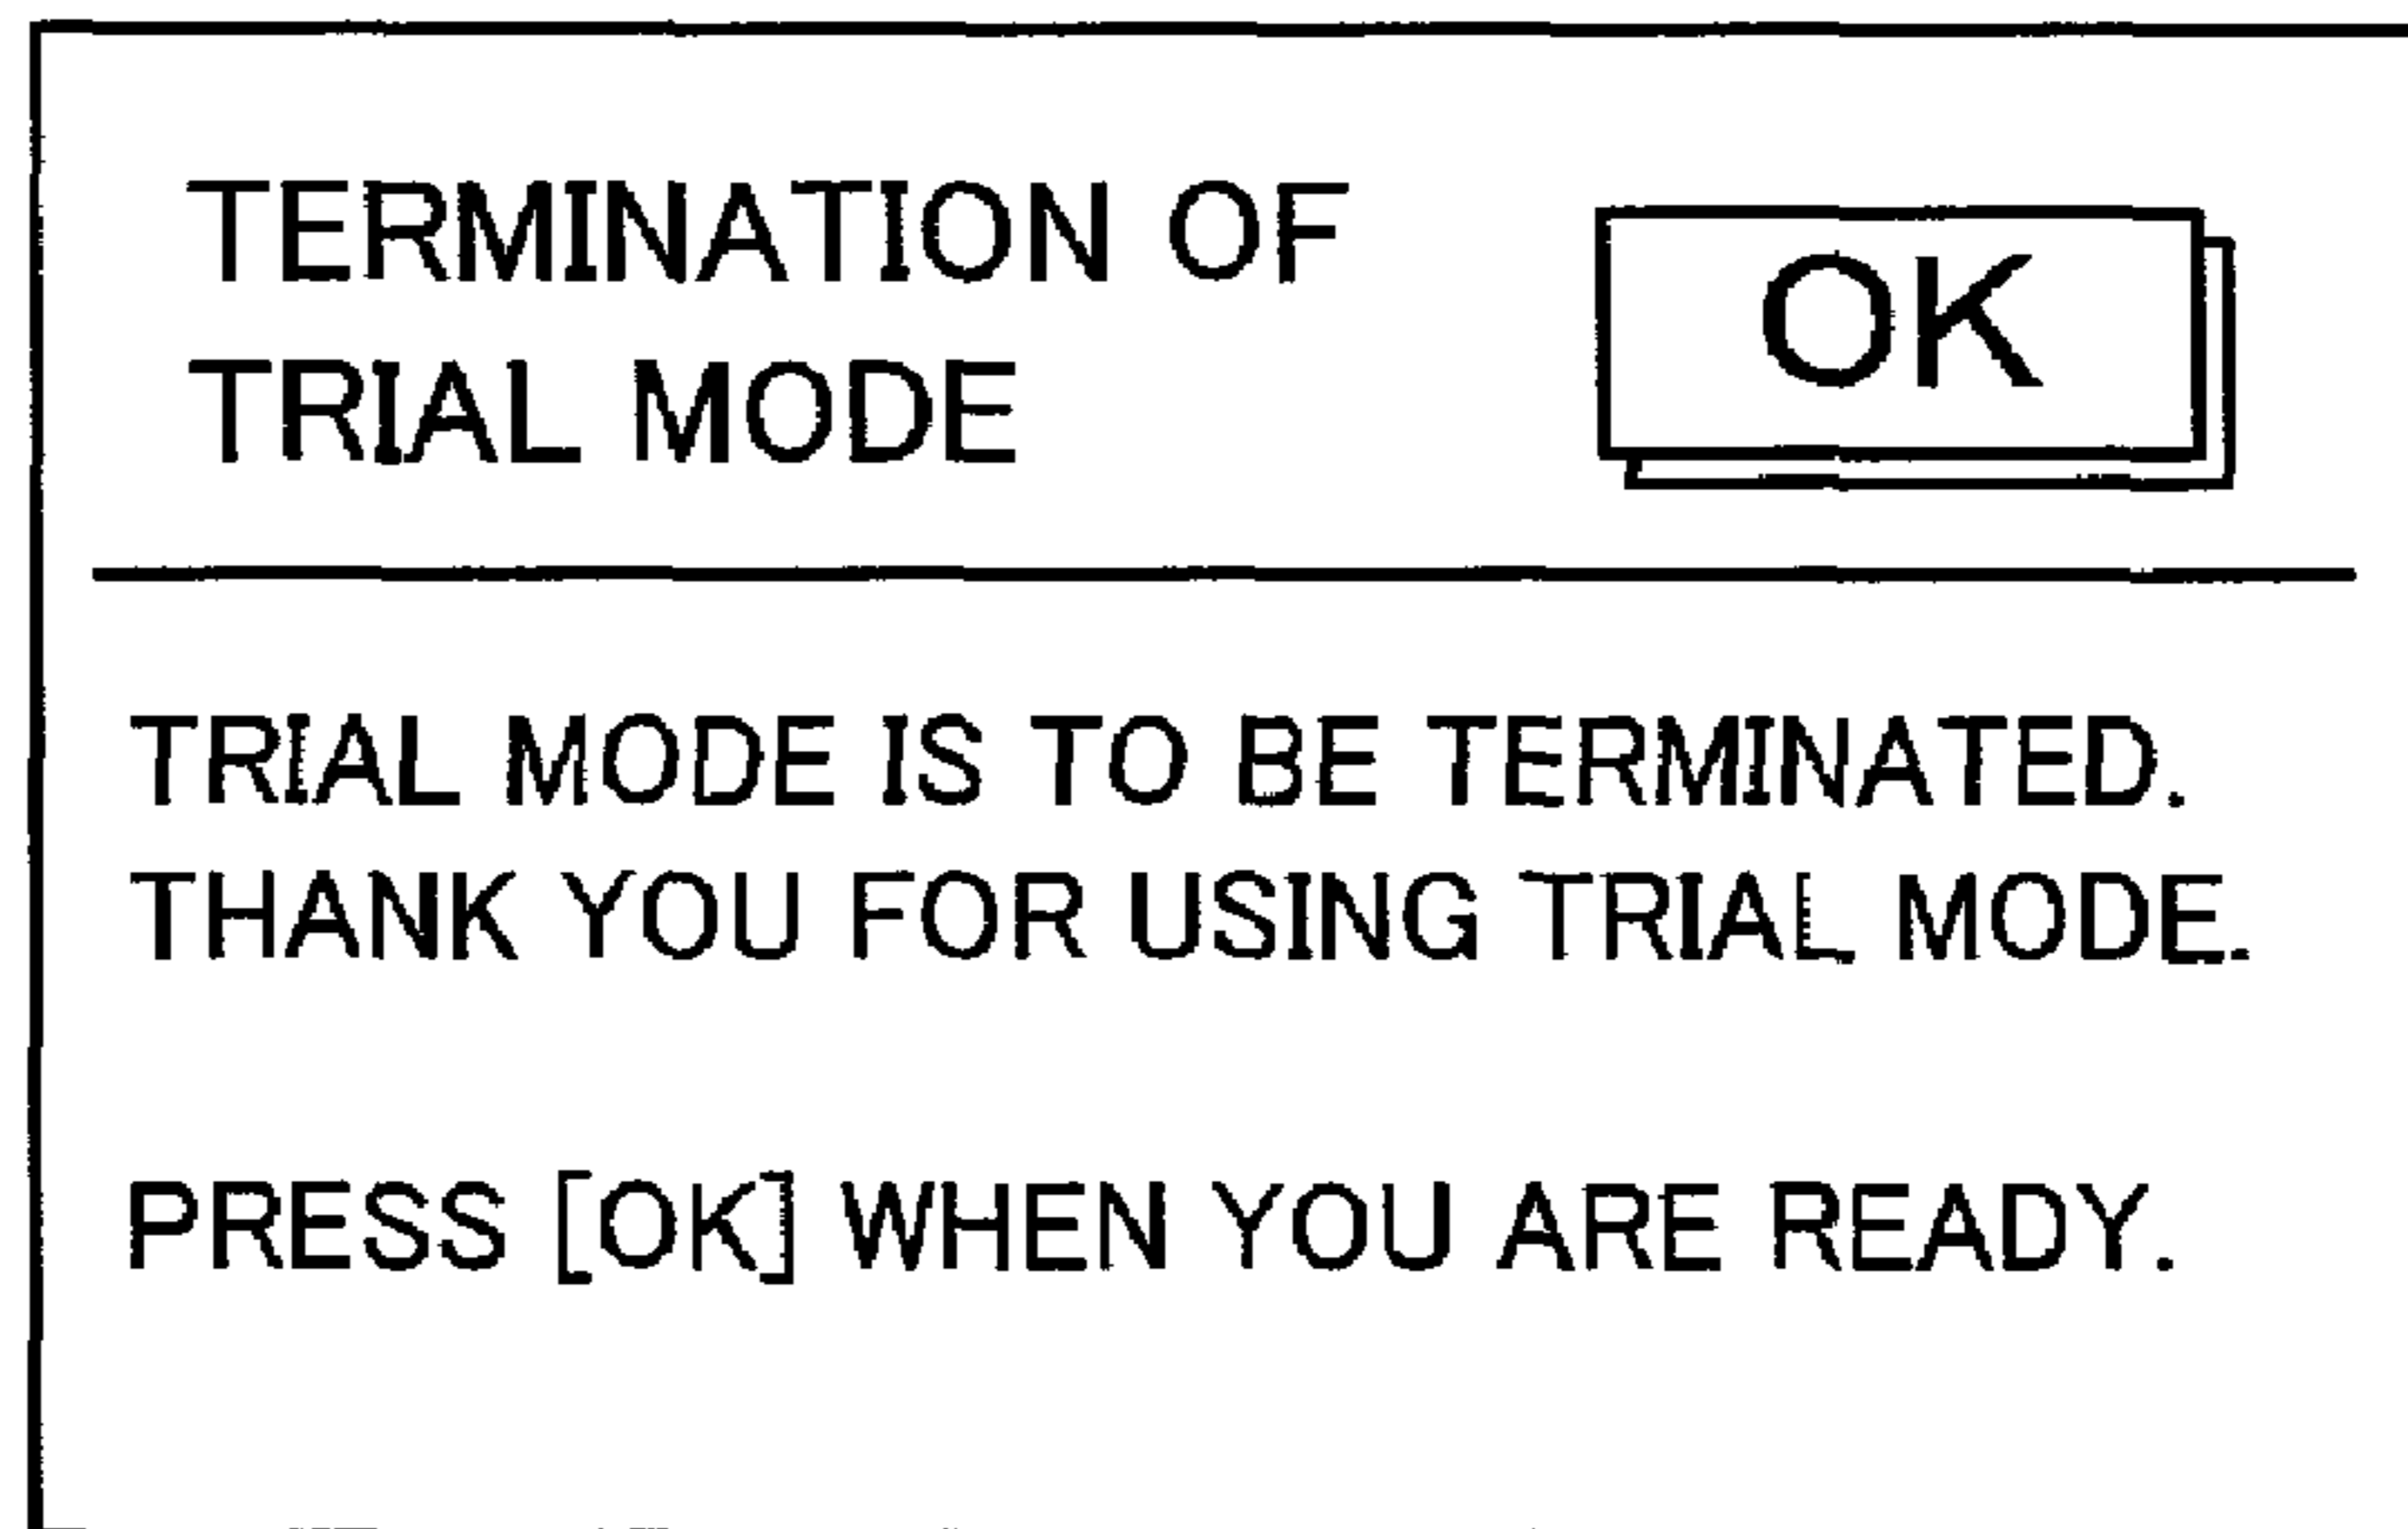 TERMINATION OF
TRIAL MODE
OK
TRIAL MODE IS TO BE TERMINATED.
THANK YOU FOR USING TRIAL MODE.
PRESS [OK] WHEN YOU ARE READY.